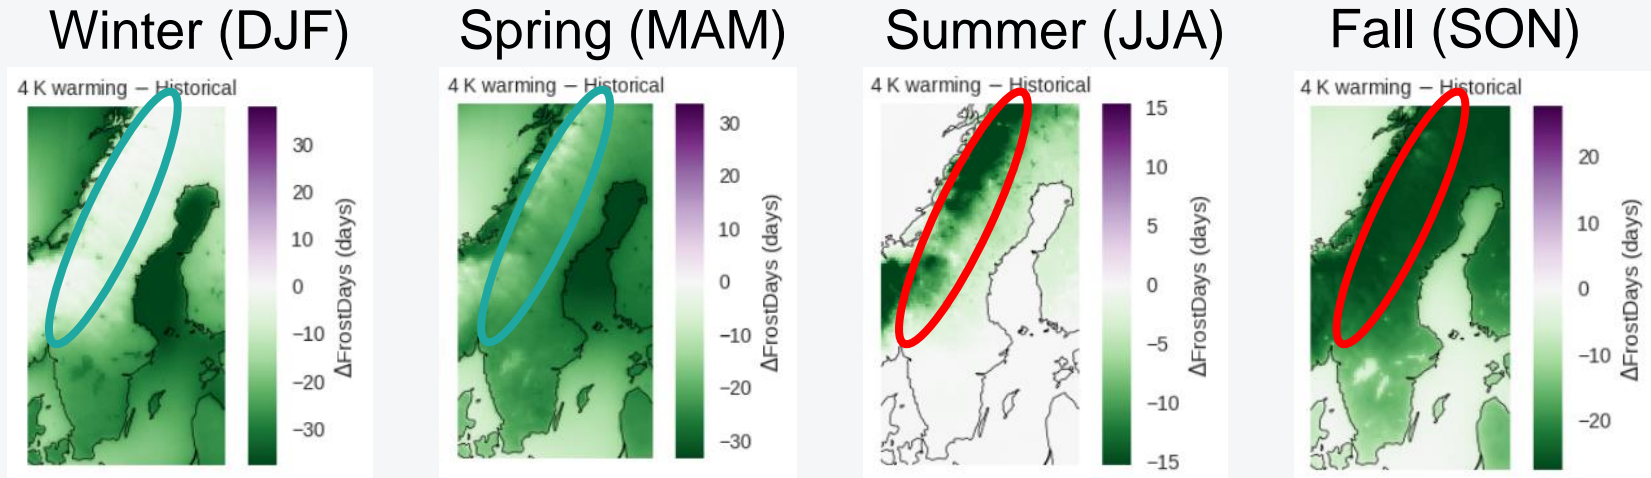 Winter (DJF)
4 K warming − Historical
30
20
10
0
−10
−20
−30
ΔFrostDays (days)
Spring (MAM)
4 K warming − Historical
30
20
10
0
−10
−20
−30
ΔFrostDays (days)
Summer (JJA)
4 K warming − Historical
15
10
5
0
−5
−10
−15
ΔFrostDays (days)
Fall (SON)
4 K warming − Historical
20
10
0
−10
−20
ΔFrostDays (days)